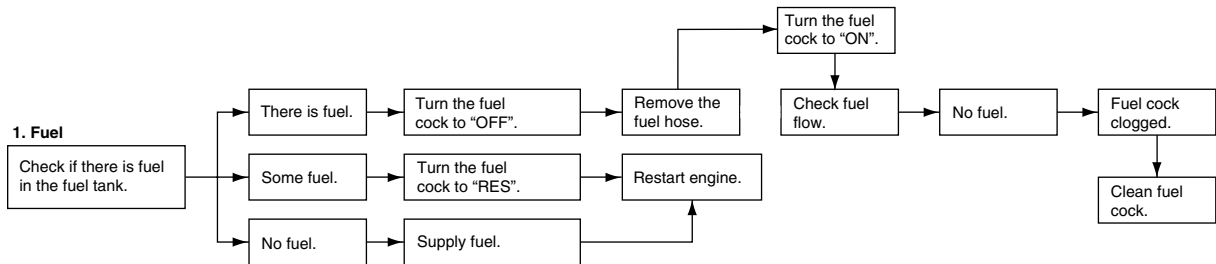 1. Fuel
Check if there is fuel
in the fuel tank.
There is fuel.
Turn the fuel
cock to “OFF”.
Remove the
fuel hose.
Turn the fuel
cock to “ON”.
Check fuel
flow.
No fuel.
Fuel cock
clogged.
Clean fuel
cock.
Some fuel.
Turn the fuel
cock to “RES”.
Restart engine.
No fuel.
Supply fuel.